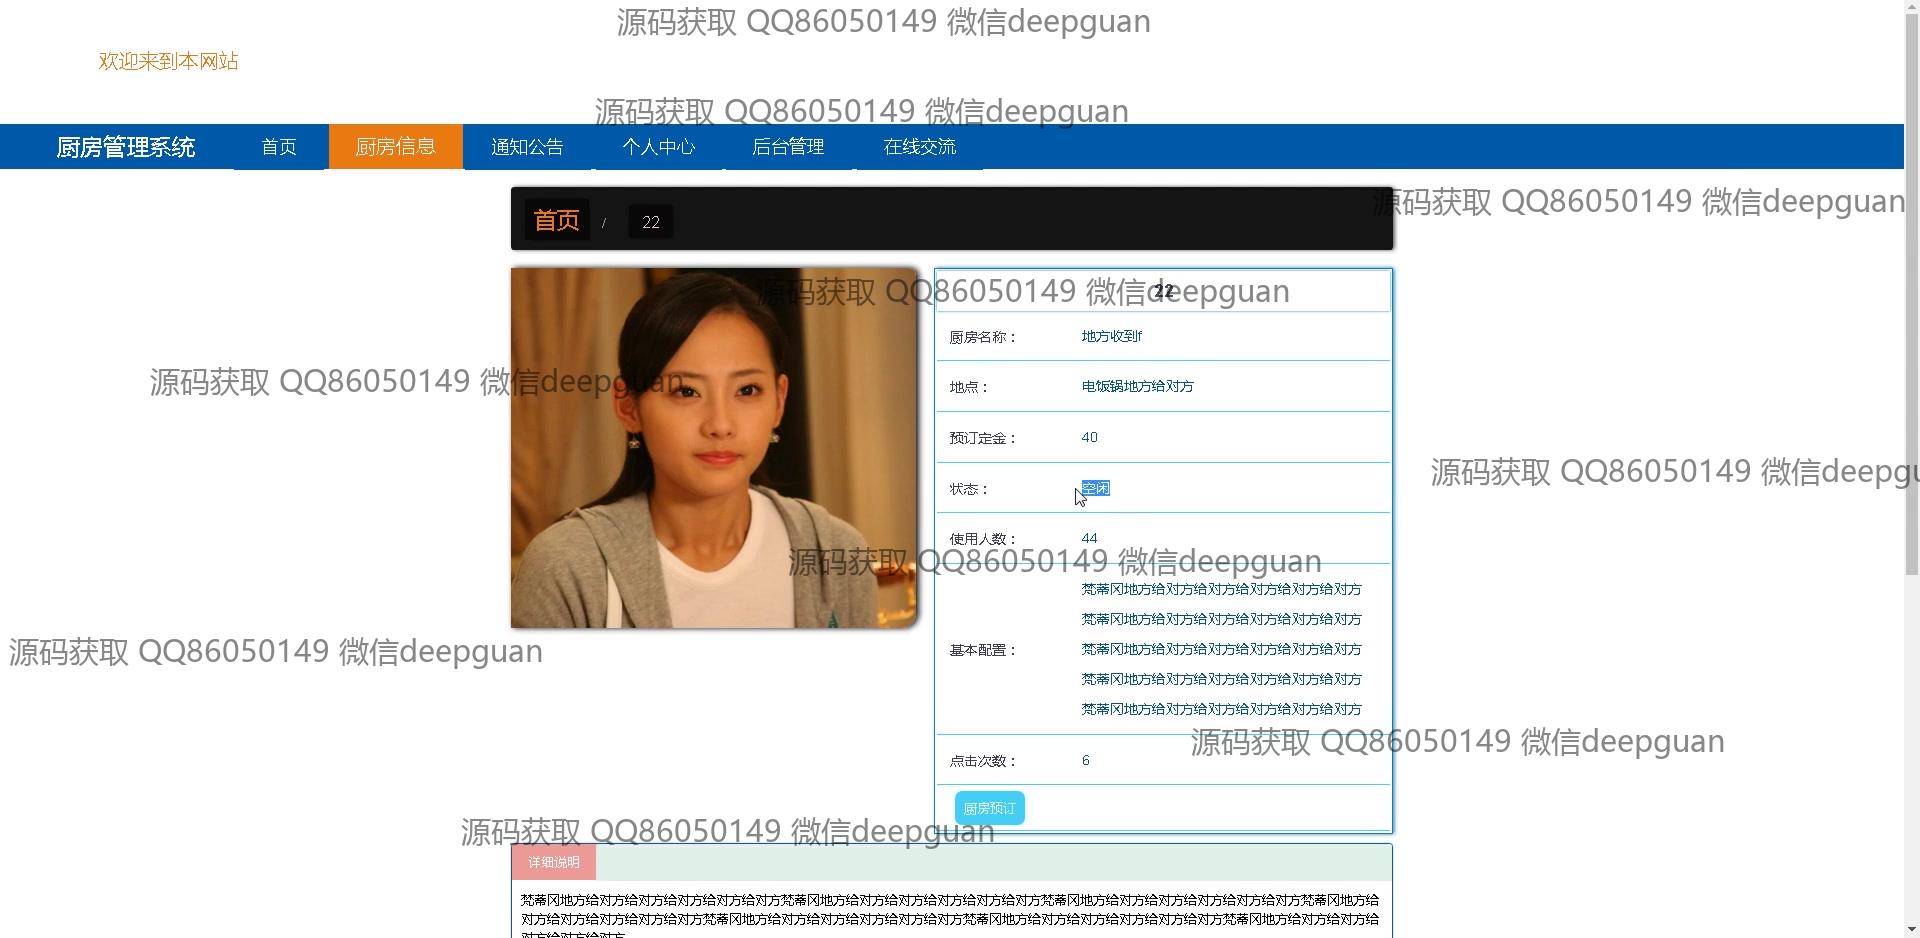 源码获取 QQ86050149 微信deepguan
欢迎来到本网站
源码获取 QQ86050149 微信deepguan
厨房管理系统 首页 厨房信息 通知公告 个人中心 后台管理 在线交流
源码获取 QQ86050149 微信deepguan
首页 / 22
源码获取 QQ86050149 微信deepguan
22
厨房名称： 地方收到f
源码获取 QQ86050149 微信deepguan
地点： 电饭锅地方给对方
预订定金： 40
源码获取 QQ86050149 微信deepgu
状态： 空闲
使用人数： 44
源码获取 QQ86050149 微信deepguan
梵蒂冈地方给对方给对方给对方给对方给对方
梵蒂冈地方给对方给对方给对方给对方给对方
基本配置： 梵蒂冈地方给对方给对方给对方给对方给对方
源码获取 QQ86050149 微信deepguan
梵蒂冈地方给对方给对方给对方给对方给对方
梵蒂冈地方给对方给对方给对方给对方给对方
源码获取 QQ86050149 微信deepguan
点击次数： 6
厨房预订
源码获取 QQ86050149 微信deepguan
详细说明
梵蒂冈地方给对方给对方给对方给对方给对方梵蒂冈地方给对方给对方给对方给对方给对方梵蒂冈地方给对方给对方给对方给对方给对方梵蒂冈地方给
对方给对方给对方给对方给对方梵蒂冈地方给对方给对方给对方给对方给对方梵蒂冈地方给对方给对方给对方给对方给对方梵蒂冈地方给对方给对方给